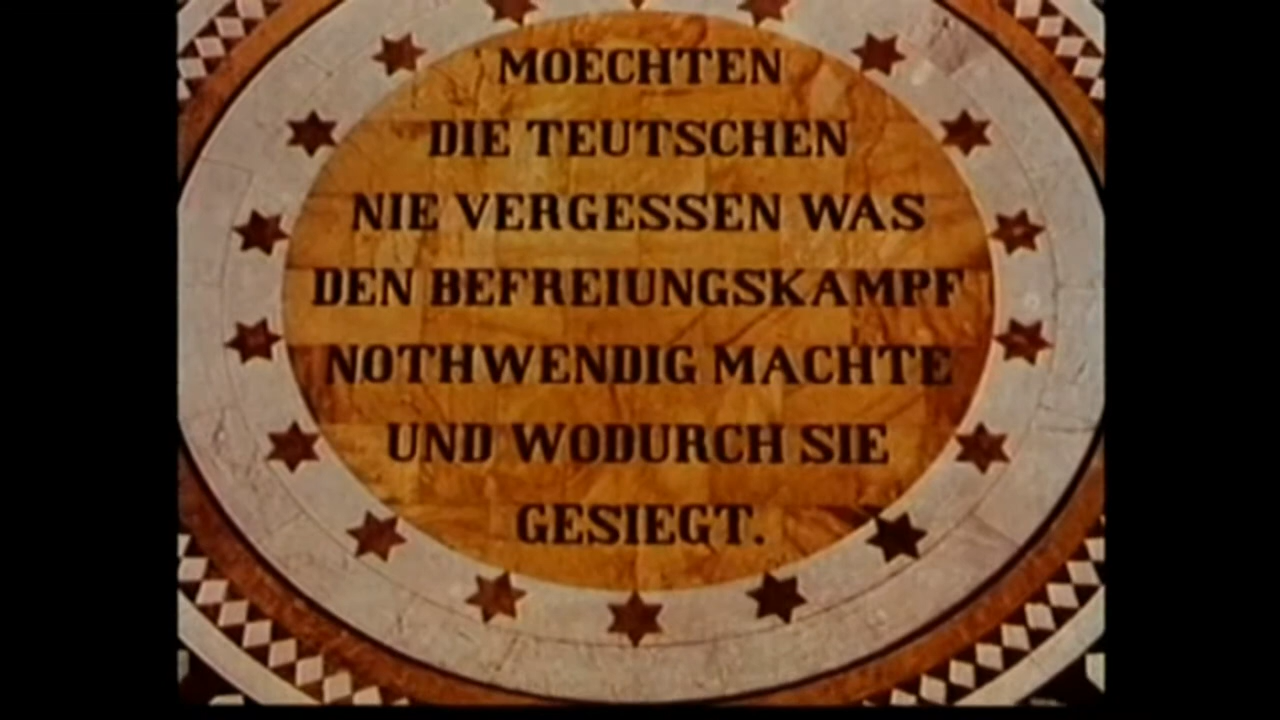 MOECHTEN
DIE TEUTSCHEN
NIE VERGESSEN WAS
DEN BEFREIUNGSKAMPF
NOTHWENDIG MACHTE
UND WODURCH SIE
GESIEGT.